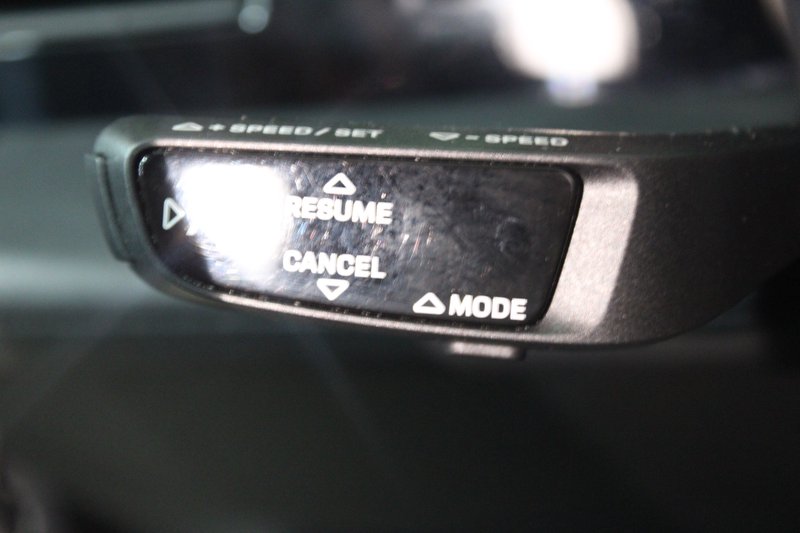 + SPEED / SET - SPEED
RESUME
CANCEL
MODE